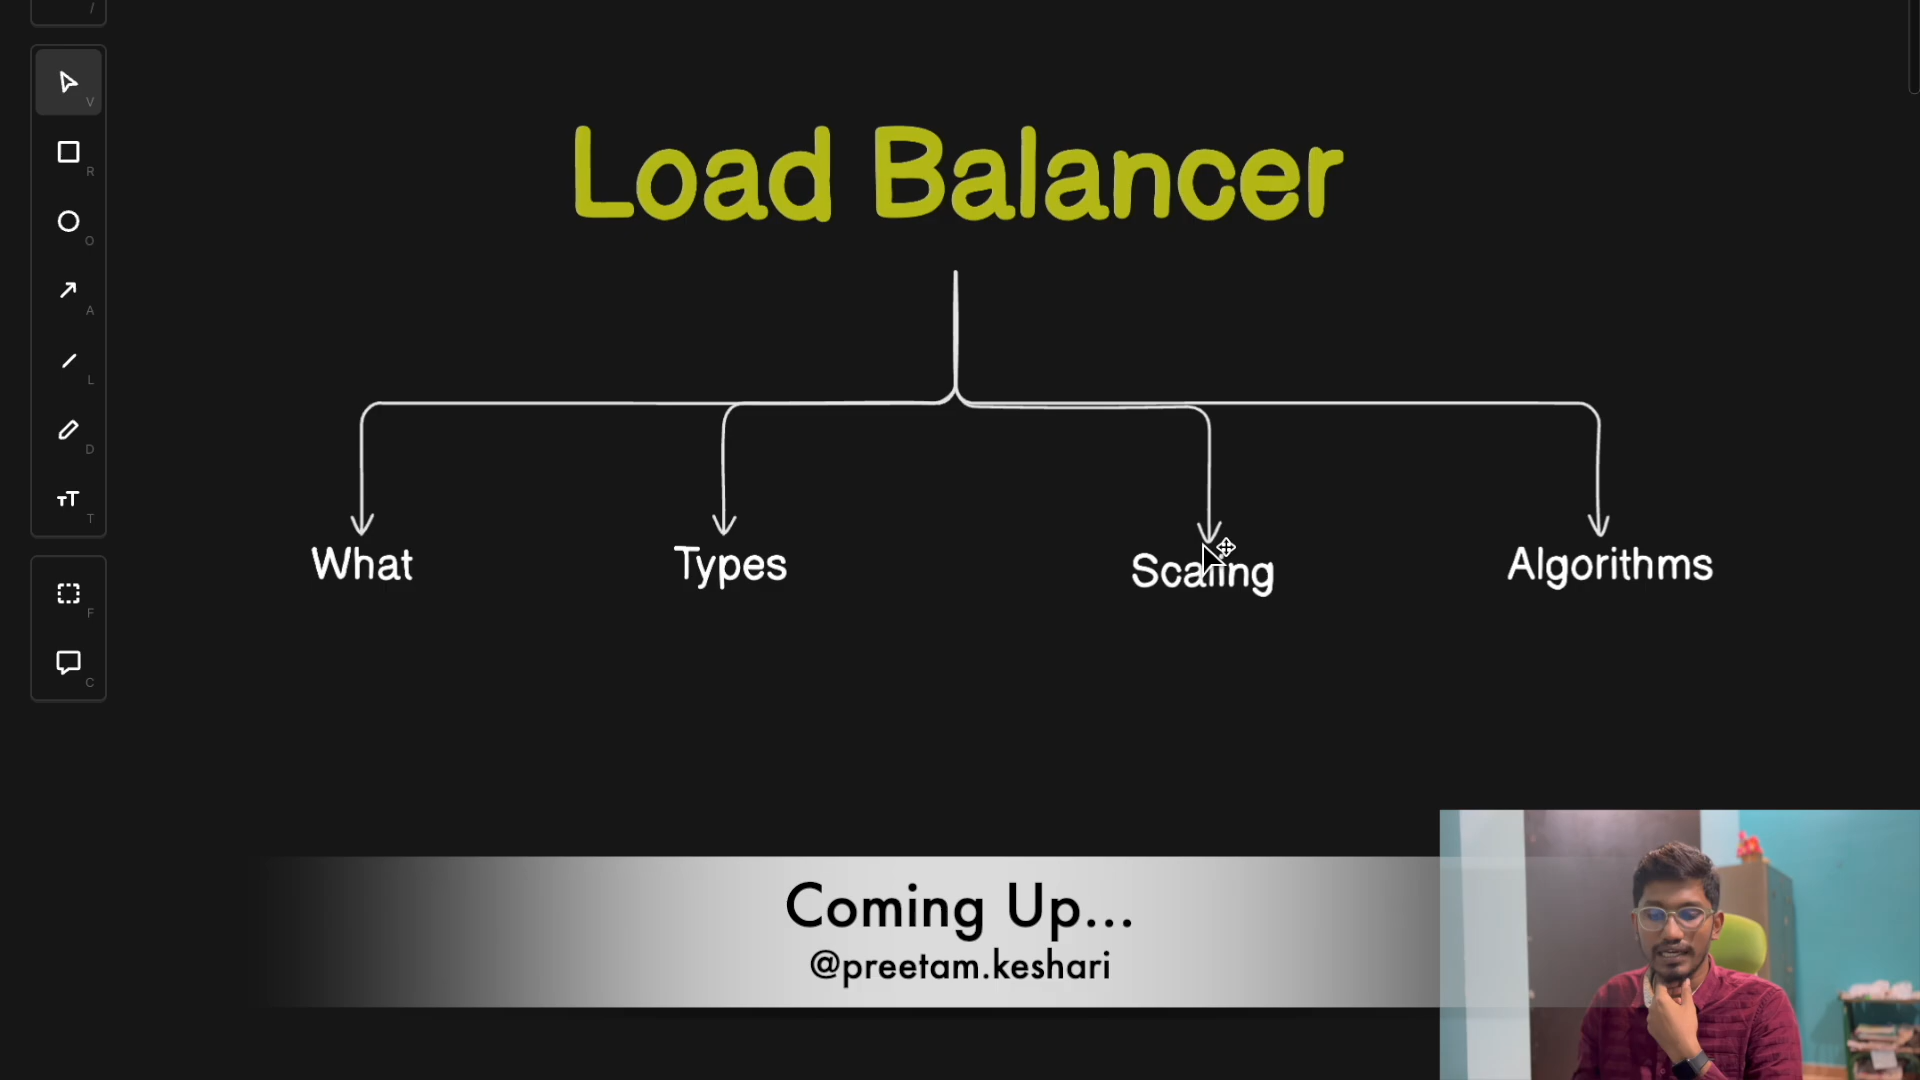 /
V
R
O
A
L
D
T
F
C
Load Balancer
What Types Scaling Algorithms
Coming Up...
@preetam.keshari